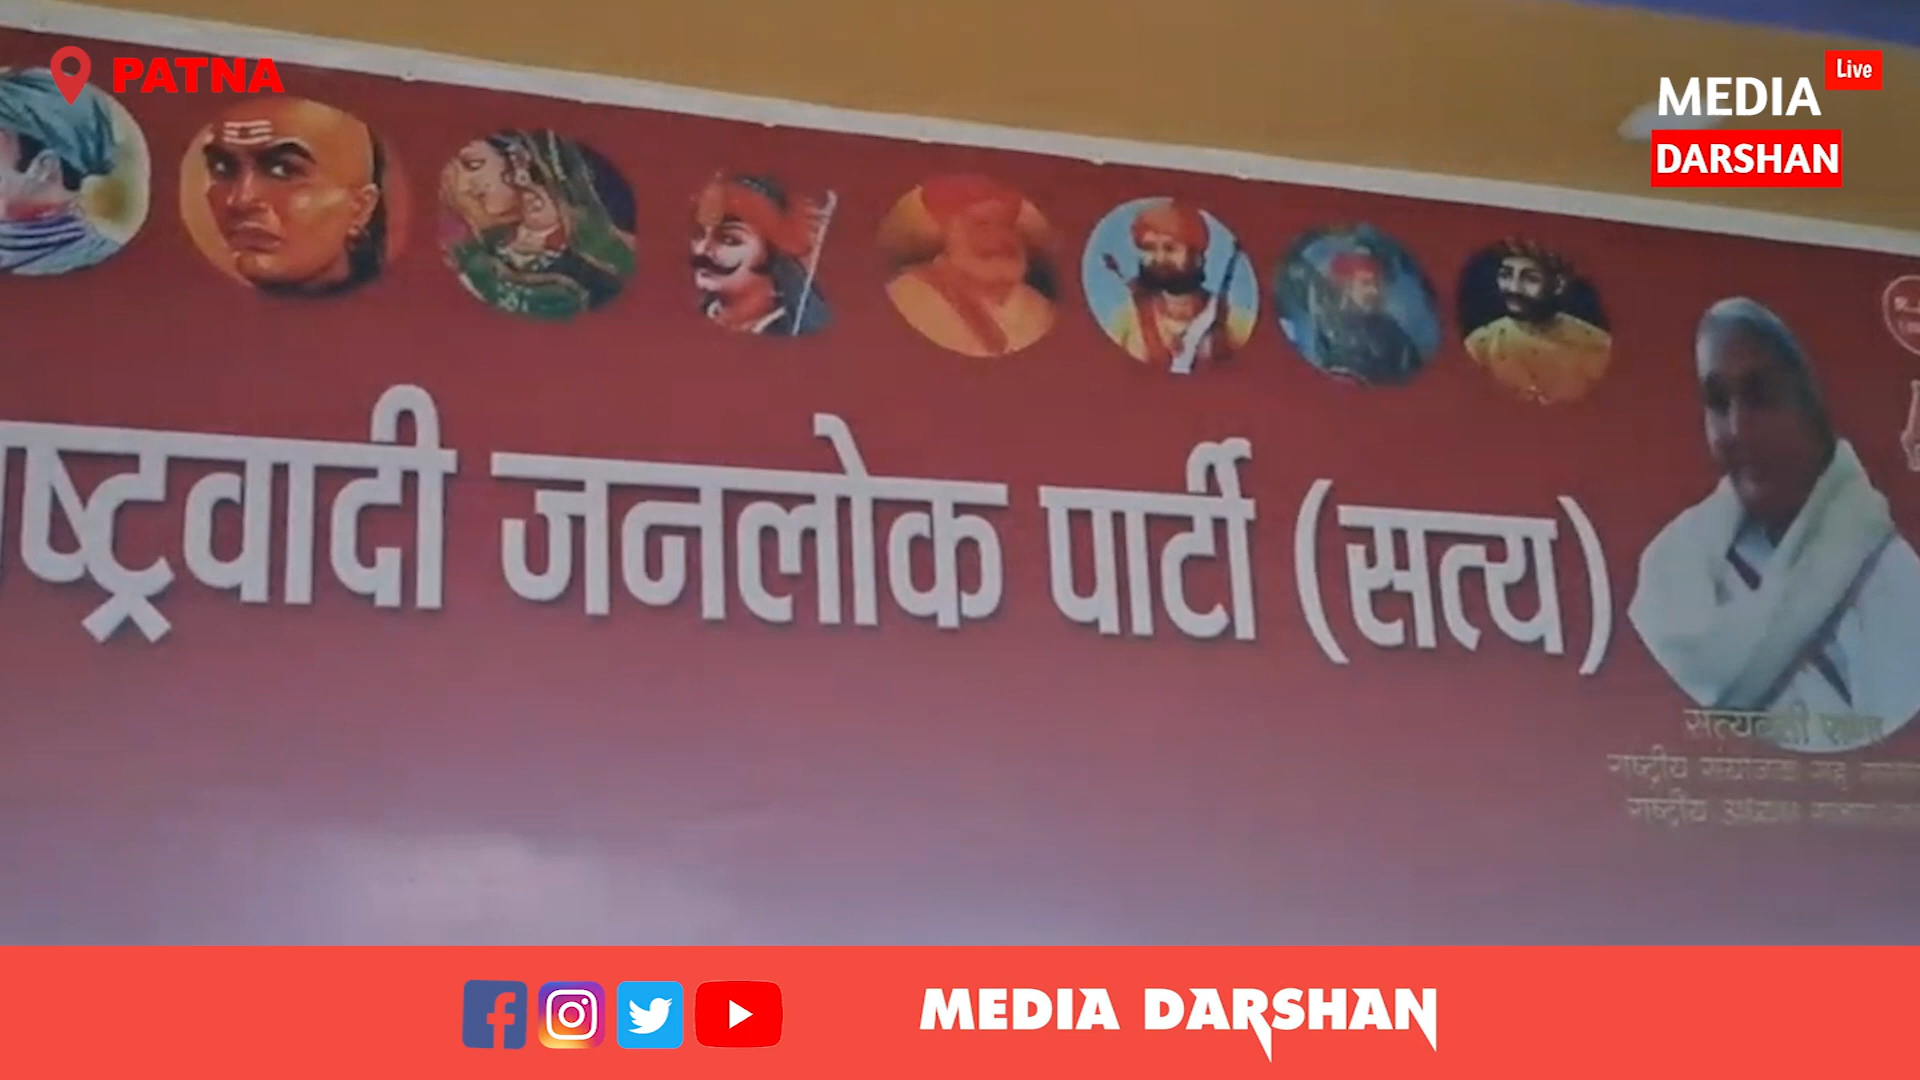 PATNA
Live
MEDIA
DARSHAN
राष्ट्रवादी जनलोक पार्टी (सत्य)
राष्ट्रीय
राष्ट्रीय
MEDIA DARSHAN